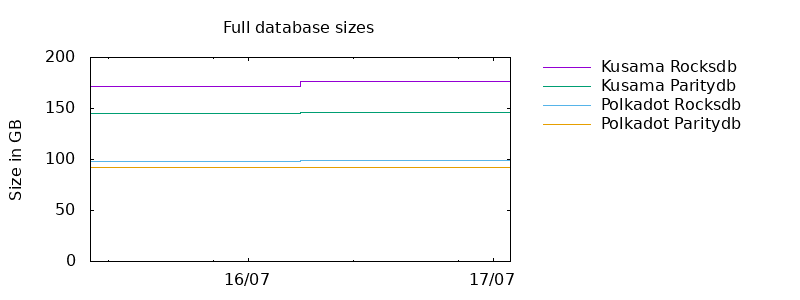 Full database sizes
200
150
100
50
0
Size in GB
16/07
17/07
Kusama Rocksdb
Kusama Paritydb
Polkadot Rocksdb
Polkadot Paritydb